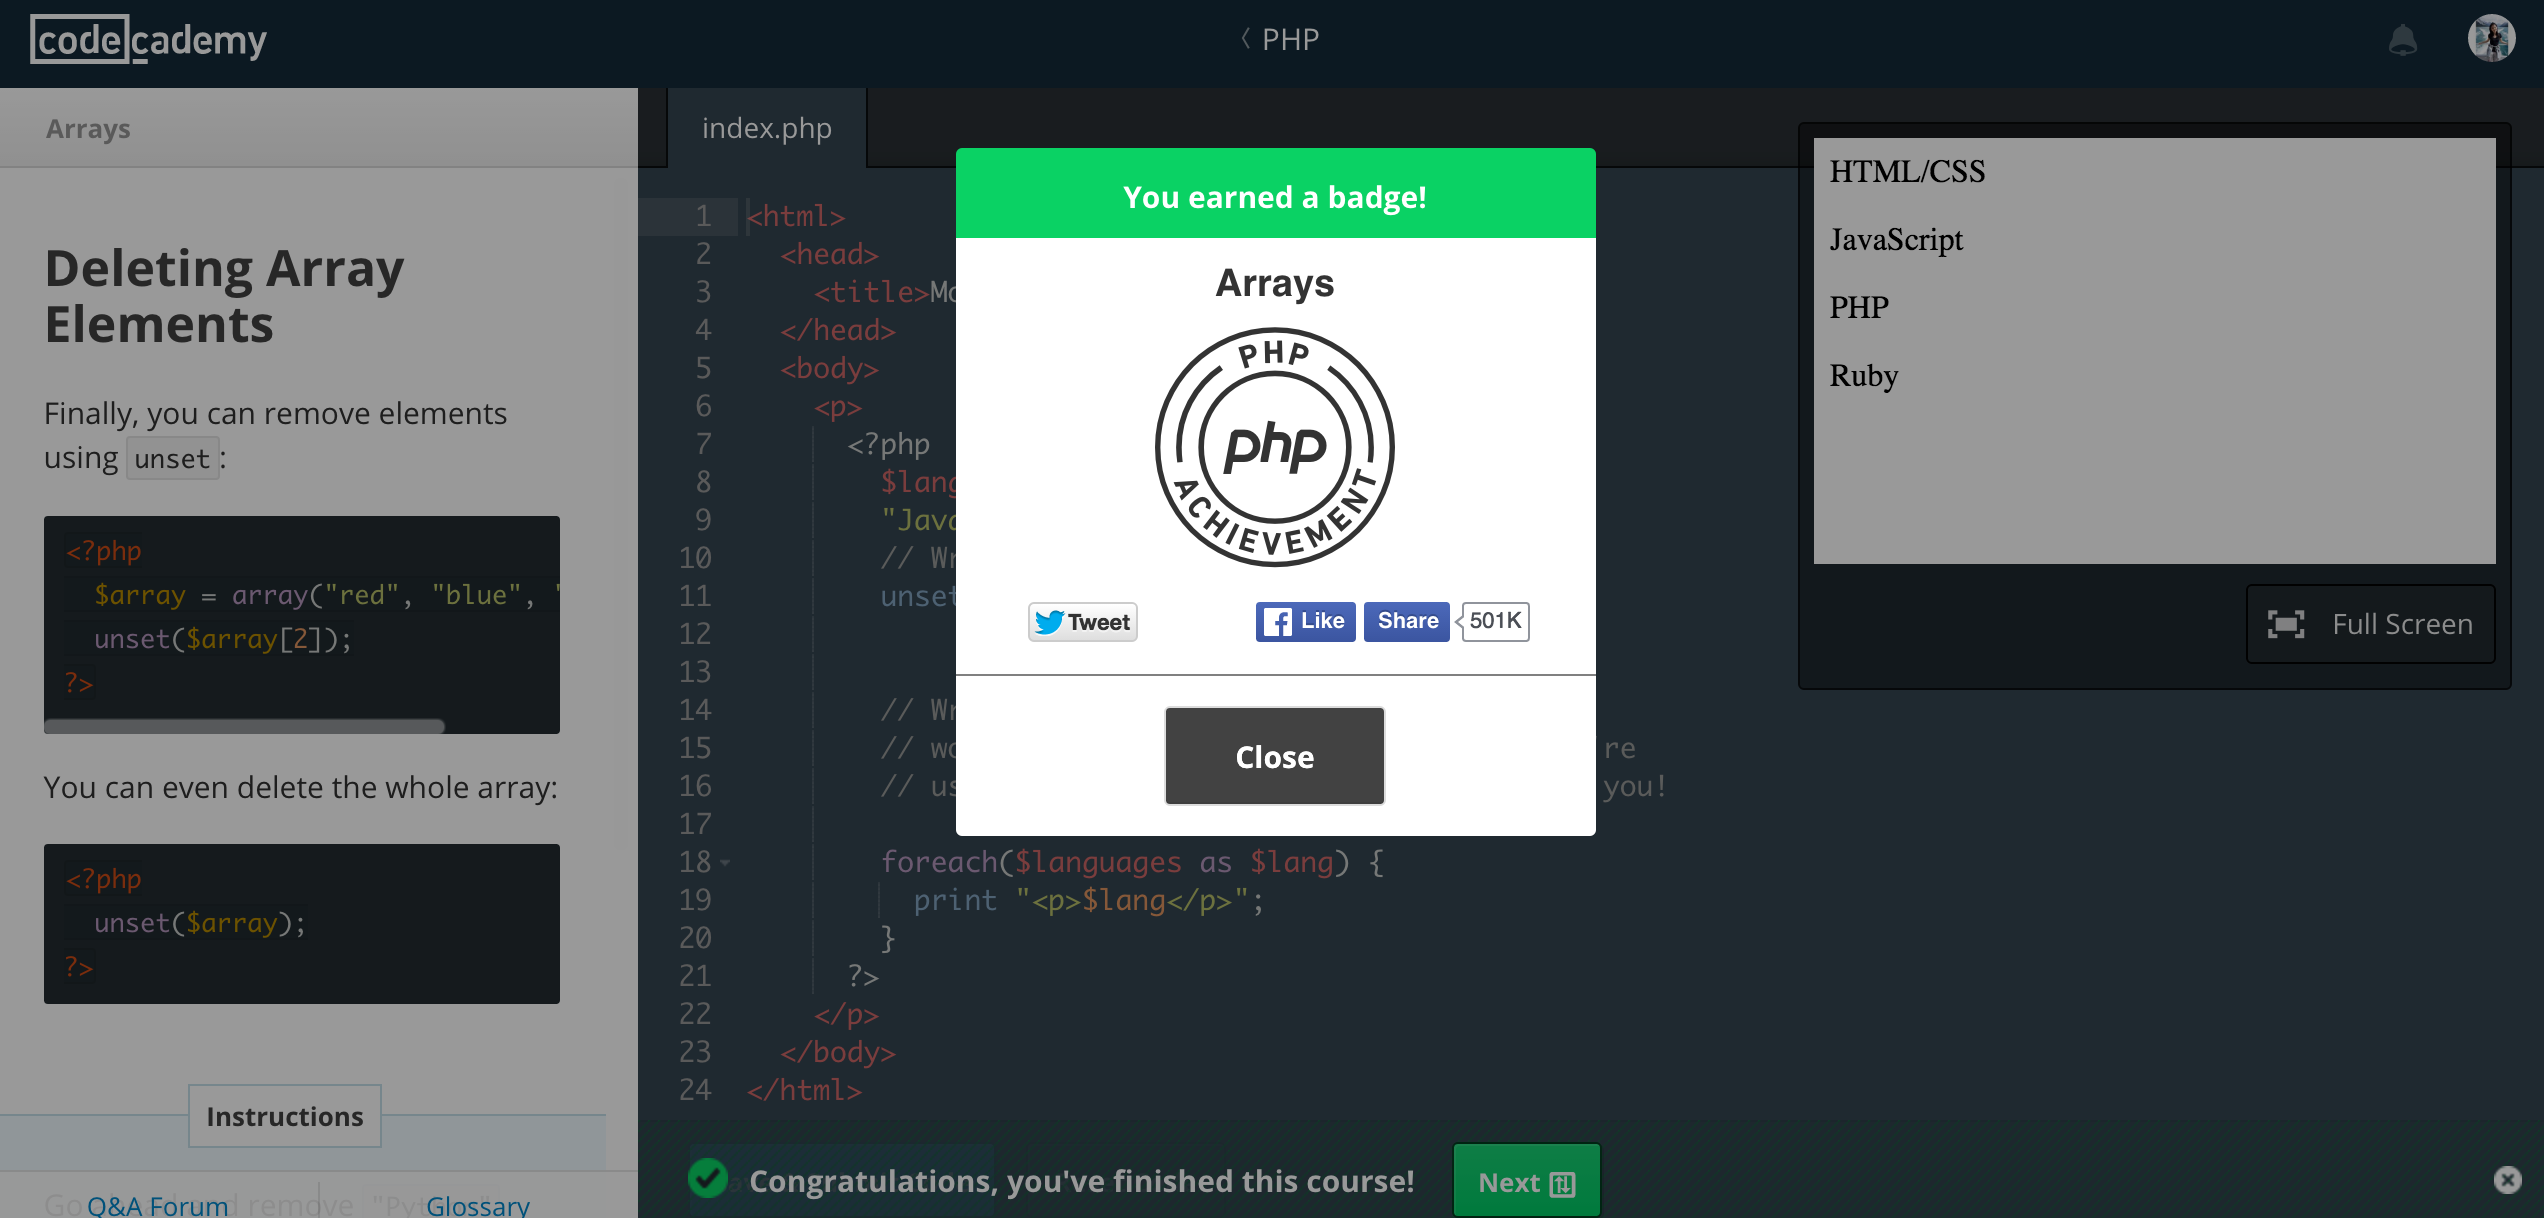 codecademy
PHP
Arrays
Deleting Array
Elements
Finally, you can remove elements
using unset:
<?php
$array = array("red", "blue", "
unset($array[2]);
?>
You can even delete the whole array:
<?php
unset($array);
?>
Instructions
Go ahead and remove "Python"
Q&A Forum
Glossary
index.php
1 <html>
2 <head>
3 <title>Mo
4 </head>
5 <body>
6 <p>
7 <?php
8 $lang
9 "Java
10 // Wr
11 unset
12
13
14 // Wr
15 // wo re
16 // us you!
17
18 foreach($languages as $lang) {
19 print "<p>$lang</p>";
20 }
21 ?>
22 </p>
23 </body>
24 </html>
You earned a badge!
Arrays
PHP
php
ACHIEVEMENT
Tweet
Like
Share
501K
Close
HTML/CSS
JavaScript
PHP
Ruby
Full Screen
Congratulations, you've finished this course!
Next